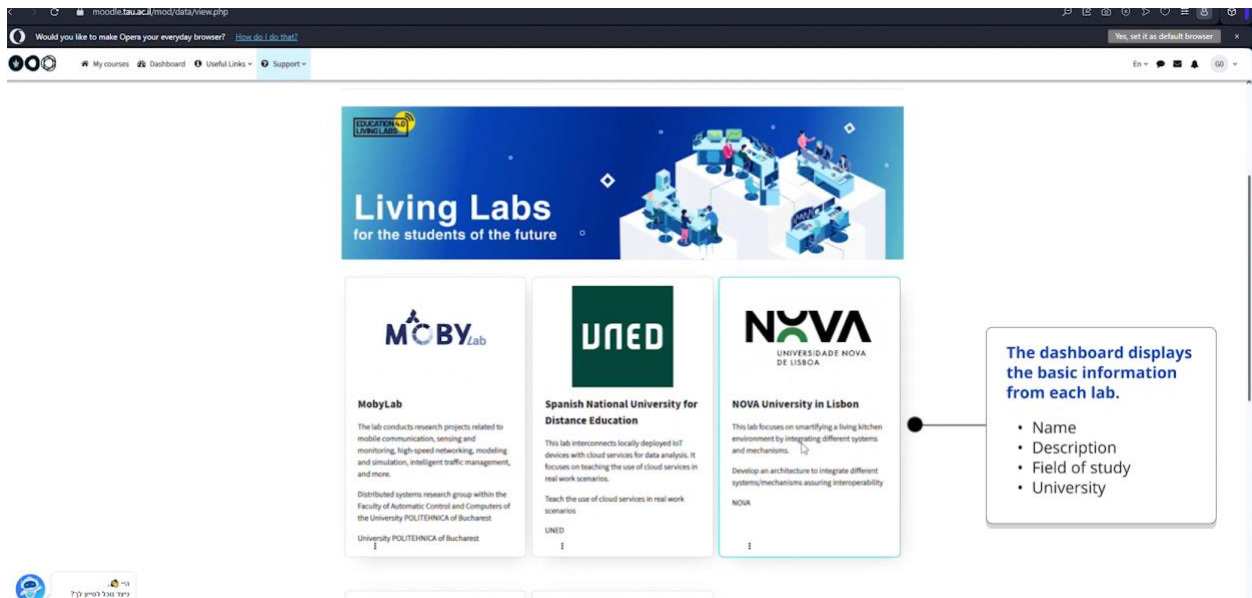 moodle.tau.ac.il/mod/data/view.php
Would you like to make Opera your everyday browser? How do I do that?
Yes, set it as default browser
My courses Dashboard Useful Links Support
En
GO
EDUCATION 4.0
LIVING LABS
Living Labs
for the students of the future
MOBYLab
MobyLab
The lab conducts research projects related to
mobile communication, sensing and
monitoring, high-speed networking, modeling
and simulation, intelligent traffic management,
and more.
Distributed systems research group within the
Faculty of Automatic Control and Computers of
the University POLITEHNICA of Bucharest
University POLITEHNICA of Bucharest
UNED
Spanish National University for
Distance Education
This lab interconnects locally deployed IoT
devices with cloud services for data analysis. It
focuses on teaching the use of cloud services in
real work scenarios.
Teach the use of cloud services in real work
scenarios
UNED
NOVA
UNIVERSIDADE NOVA
DE LISBOA
NOVA University in Lisbon
This lab focuses on smartifying a living kitchen
environment by integrating different systems
and mechanisms.
Develop an architecture to integrate different
systems/mechanisms assuring interoperability
NOVA
The dashboard displays
the basic information
from each lab.
• Name
• Description
• Field of study
• University
היי
כיצד נוכל לסייע לך?